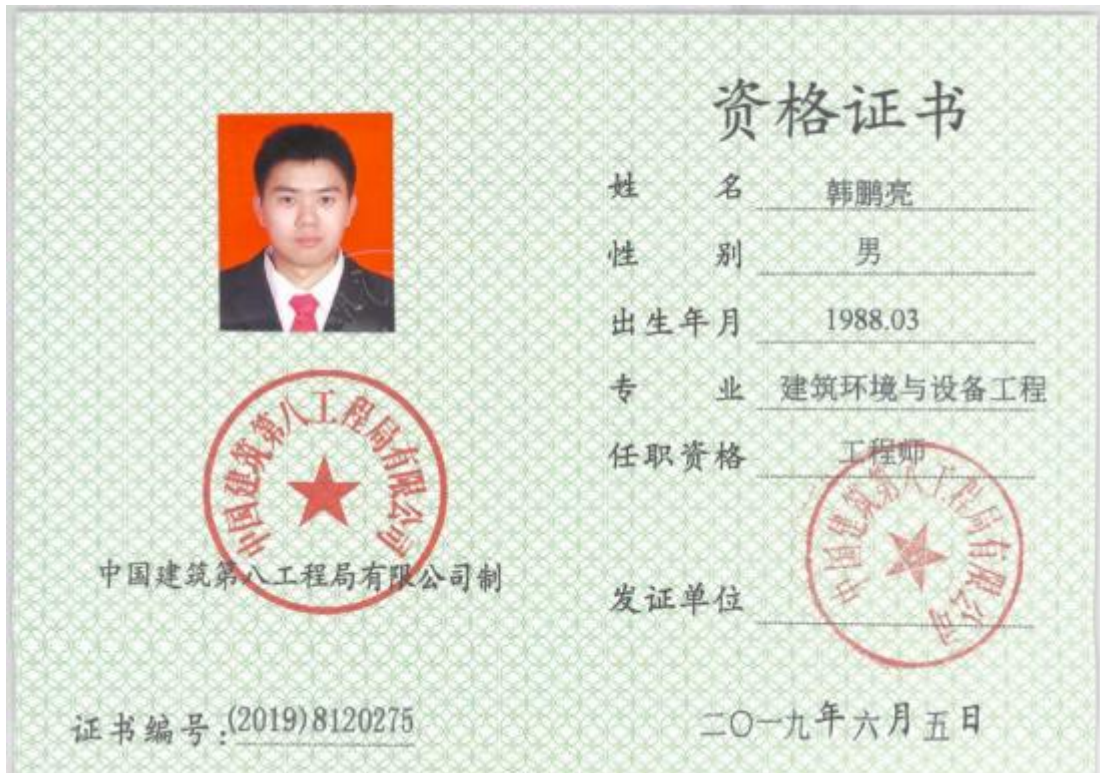 资格证书
姓 名 韩鹏亮
性 别 男
出生年月 1988.03
专 业 建筑环境与设备工程
任职资格 工程师
发证单位
中国建筑第八工程局有限公司
二〇一九年六月五日
中国建筑第八工程局有限公司
中国建筑第八工程局有限公司制
证书编号:(2019)8120275